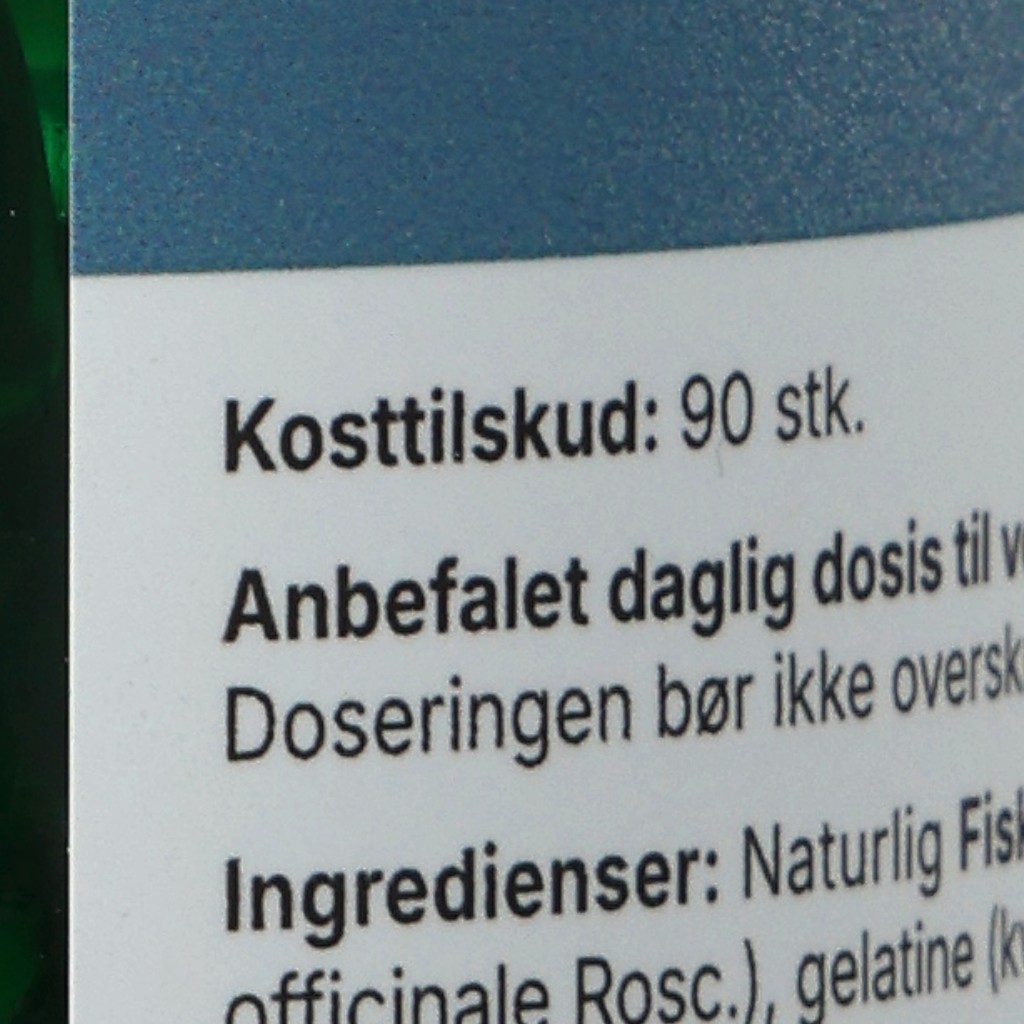 Kosttilskud: 90 stk.
Anbefalet daglig dosis til
Doseringen bør ikke
Ingredienser: Naturlig
officinale Rosc.), gelatine